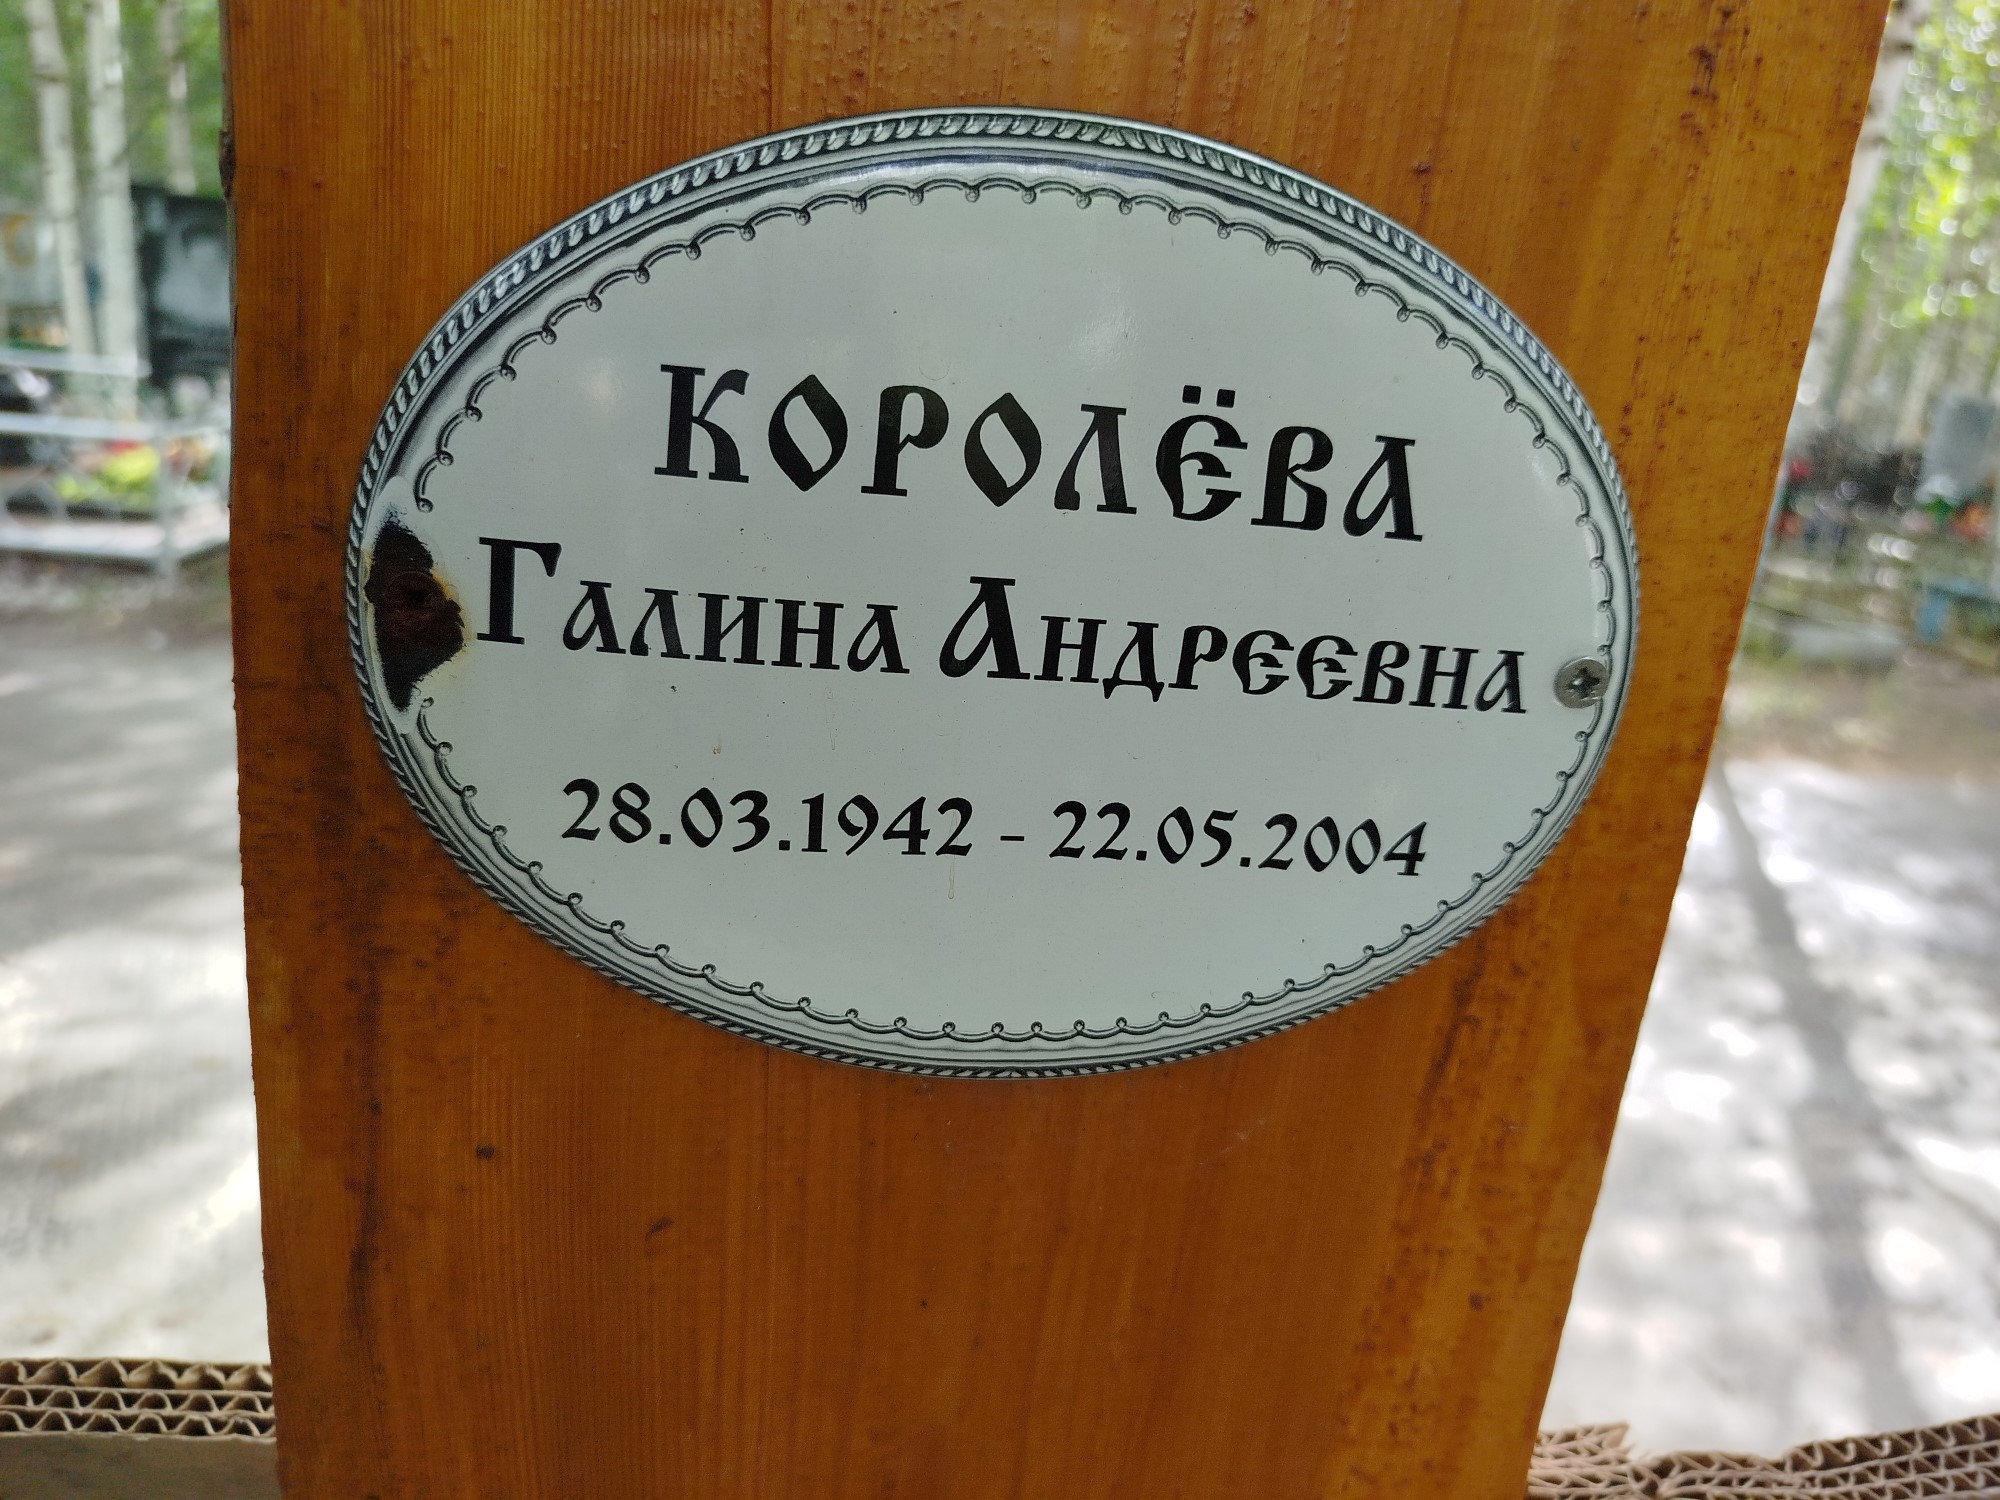 КОРОЛЁВА
ГАЛИНА АНДРЕЕВНА
28.03.1942 - 22.05.2004